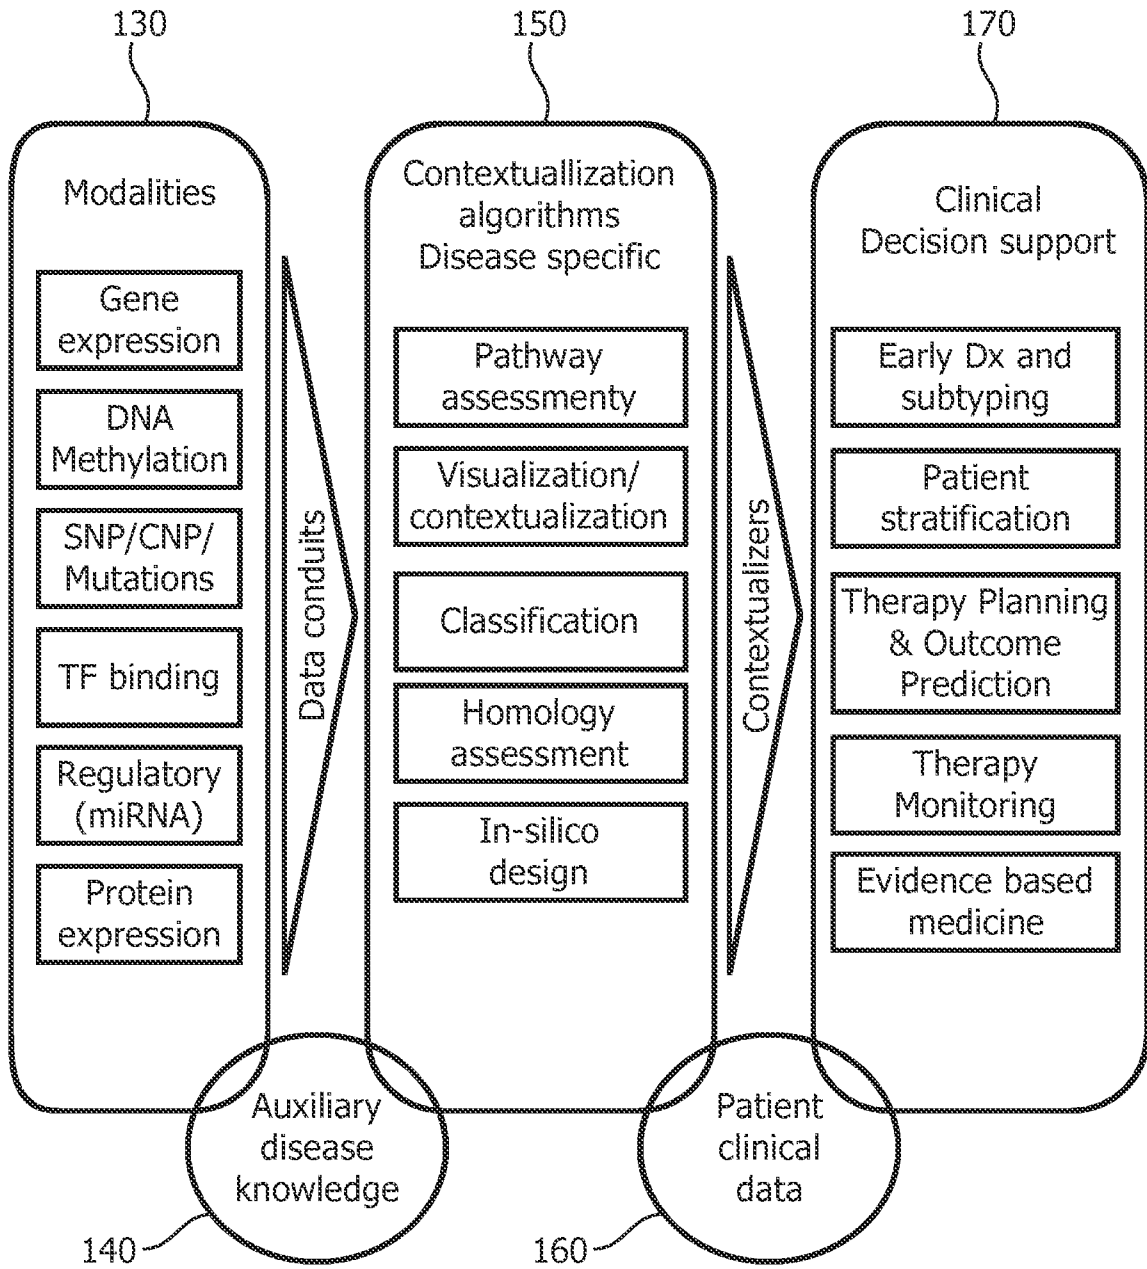 130
150
170
Modalities
Gene
expression
DNA
Methylation
SNP/CNP/
Mutations
TF binding
Regulatory
(miRNA)
Protein
expression
Data conduits
Contextuallization
algorithms
Disease specific
Pathway
assessmenty
Visualization/
contextualization
Classification
Homology
assessment
In-silico
design
Contextualizers
Clinical
Decision support
Early Dx and
subtyping
Patient
stratification
Therapy Planning
& Outcome
Prediction
Therapy
Monitoring
Evidence based
medicine
Auxiliary
disease
knowledge
Patient
clinical
data
140
160